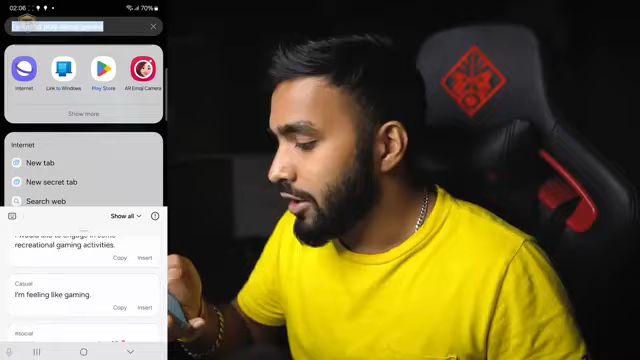 02:06
70%
Internet
Link to Windows
Play Store
AR Emoji Camera
Show more
Internet
New tab
New secret tab
Search web
Show all
recreational gaming activities.
Copy
Insert
Casual
I'm feeling like gaming.
Copy
Insert
#social